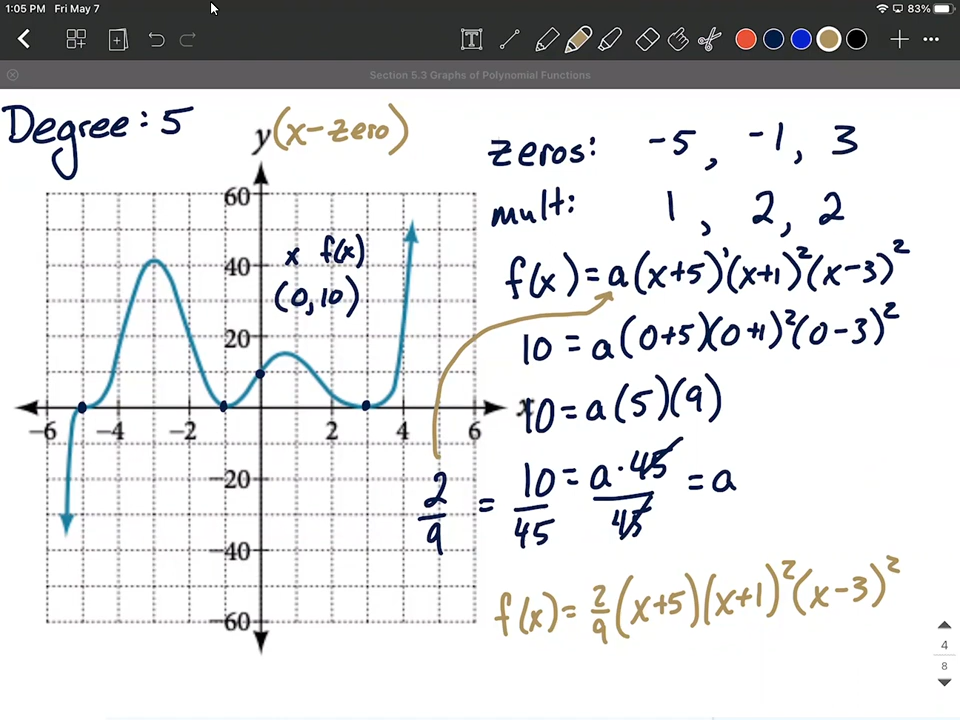 1:05 PM Fri May 7
83%
Section 5.3 Graphs of Polynomial Functions
Degree: 5
y (x-zero)
zeros: -5, -1, 3
mult: 1, 2, 2
f(x) = a(x+5)¹(x+1)²(x-3)²
10 = a(0+5)(0+1)²(0-3)²
10 = a(5)(9)
2/9 = 10/45 = a·45/45 = a
f(x) = 2/9 (x+5)(x+1)²(x-3)²
x f(x)
(0,10)
60
40
20
-6 -4 -2 2 4 6 x
-20
-40
-60
4
8